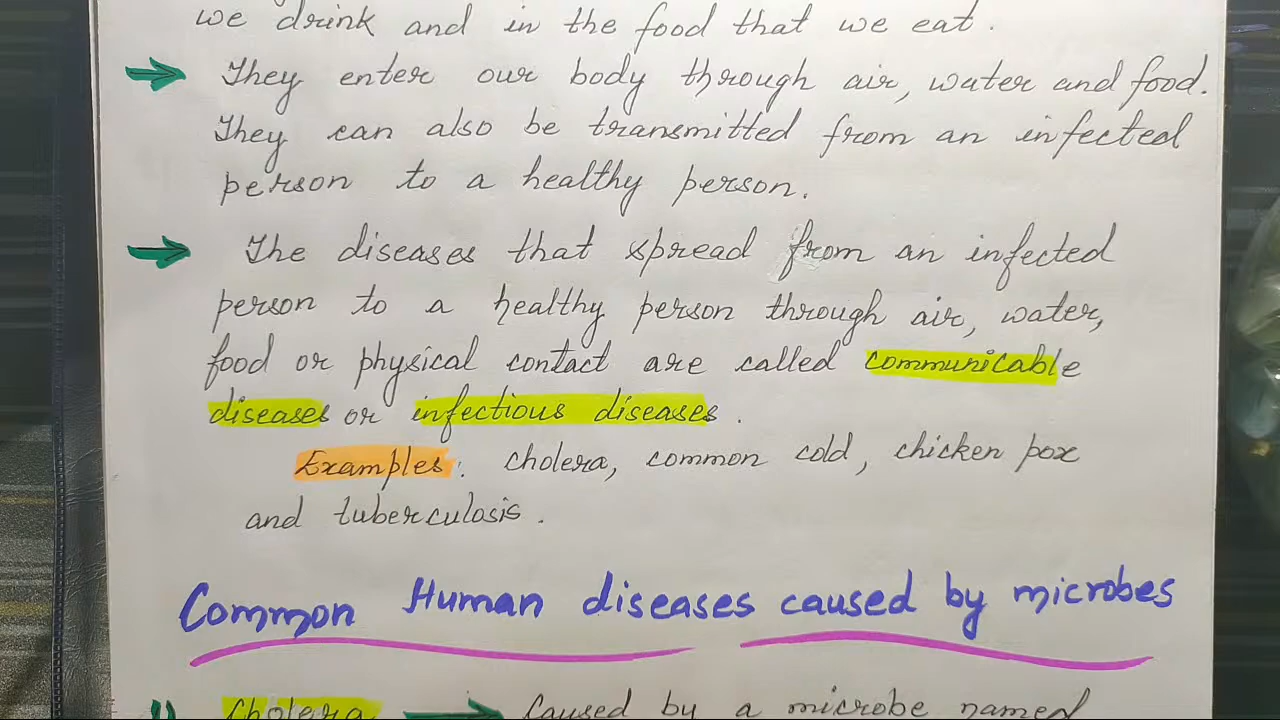 we drink and in the food that we eat.
They enter our body through air, water and food.
They can also be transmitted from an infected
person to a healthy person.
The diseases that spread from an infected
person to a healthy person through air, water,
food or physical contact are called communicable
diseases or infectious diseases.
Examples: cholera, common cold, chicken pox
and tuberculosis.
Common Human diseases caused by microbes
1) Cholera Caused by a microbe named